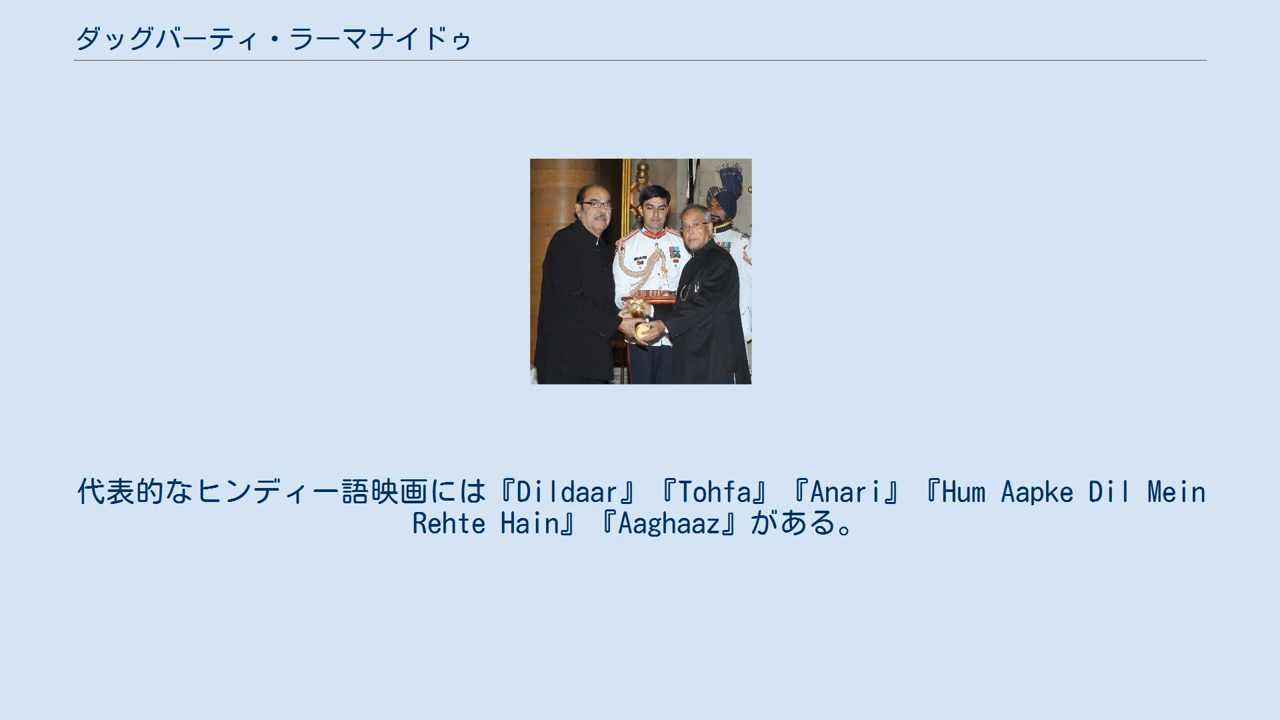 ダッグバーティ・ラーマナイドゥ
代表的なヒンディー語映画には『Dildaar』『Tohfa』『Anari』『Hum Aapke Dil Mein
Rehte Hain』『Aaghaaz』がある。